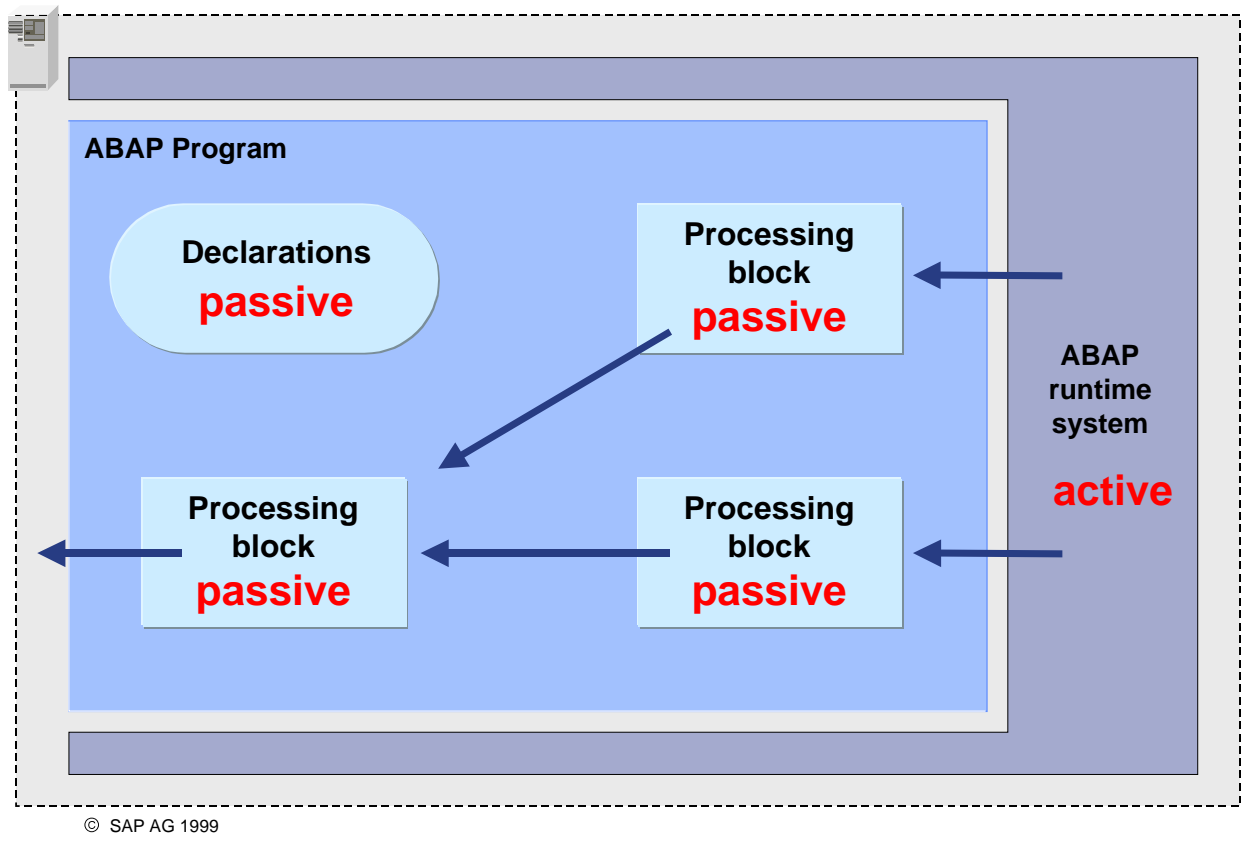 ABAP Program
Declarations
passive
Processing
block
passive
ABAP
runtime
system
active
Processing
block
passive
Processing
block
passive
© SAP AG 1999